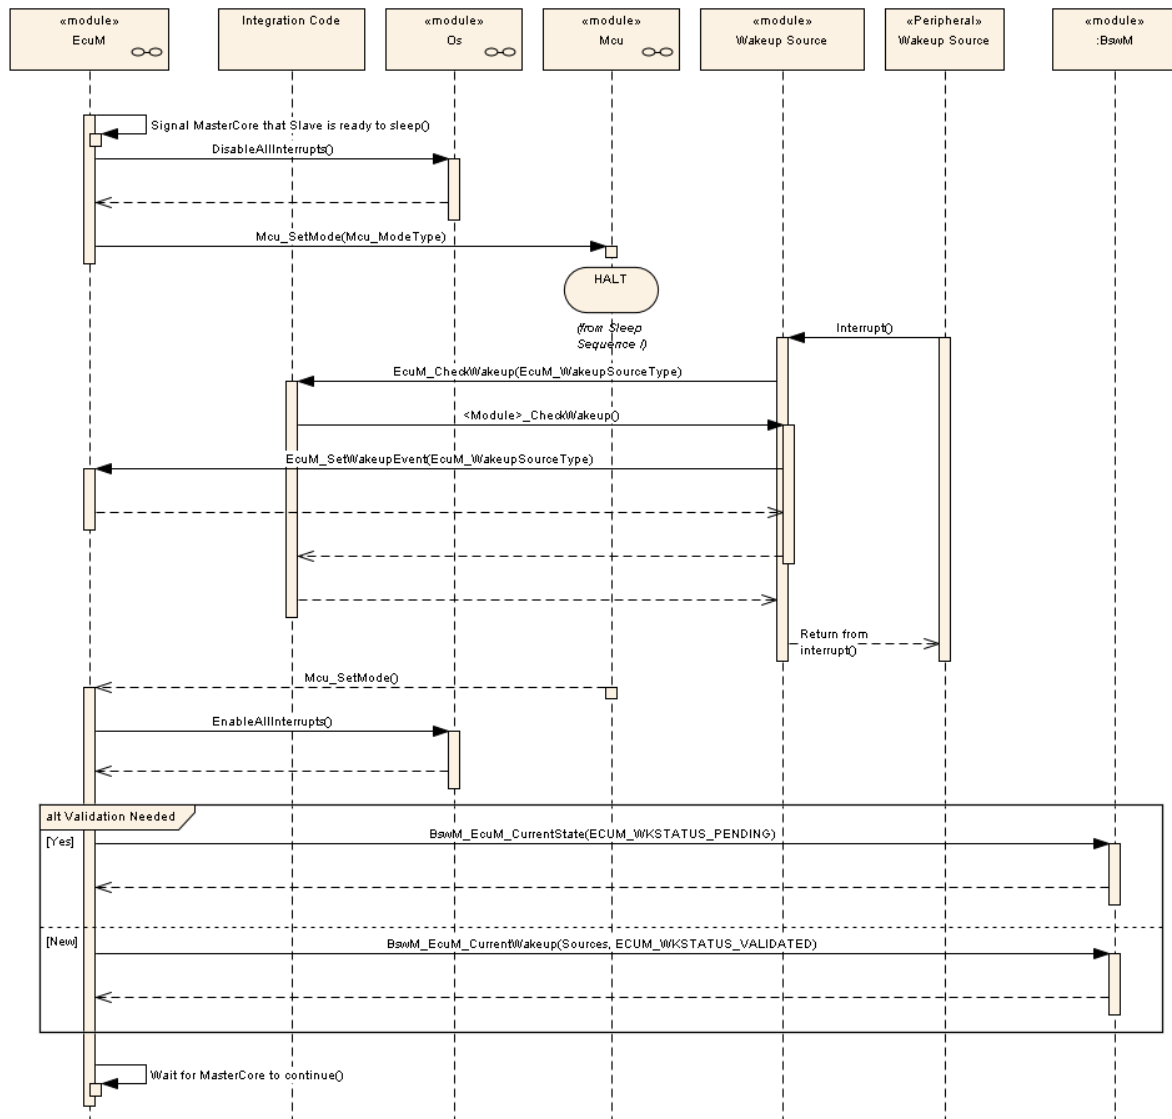 «module»
EcuM
Integration Code
«module»
Os
«module»
Mcu
«module»
Wakeup Source
«Peripheral»
Wakeup Source
«module»
:BswM
Signal MasterCore that Slave is ready to sleep()
DisableAllInterrupts()
Mcu_SetMode(Mcu_ModeType)
HALT
(from Sleep
Sequence I)
Interrupt()
EcuM_CheckWakeup(EcuM_WakeupSourceType)
<Module>_CheckWakeup()
EcuM_SetWakeupEvent(EcuM_WakeupSourceType)
Return from
interrupt()
Mcu_SetMode()
EnableAllInterrupts()
alt Validation Needed
[Yes]
BswM_EcuM_CurrentState(ECUM_WKSTATUS_PENDING)
[New]
BswM_EcuM_CurrentWakeup(Sources, ECUM_WKSTATUS_VALIDATED)
Wait for MasterCore to continue()